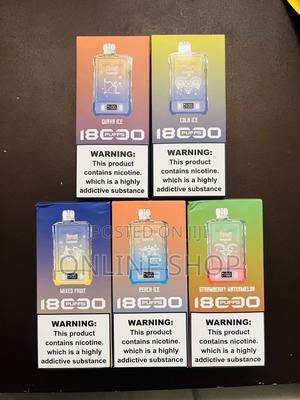 GUAVA ICE
18000
PUFFS
WARNING:
This product
contains nicotine.
which is a highly
addictive substance
COLA ICE
18000
PUFFS
WARNING:
This product
contains nicotine.
which is a highly
addictive substance
POSTED ON JIJI
ONLINE SHOP
MIXED FRUIT
18000
PUFFS
WARNING:
This product
contains nicotine.
which is a highly
addictive substance
PEACH ICE
18000
PUFFS
WARNING:
This product
contains nicotine.
which is a highly
addictive substance
STRAWBERRY WATERMELON
18000
PUFFS
WARNING:
This product
contains nicotine.
which is a highly
addictive substance